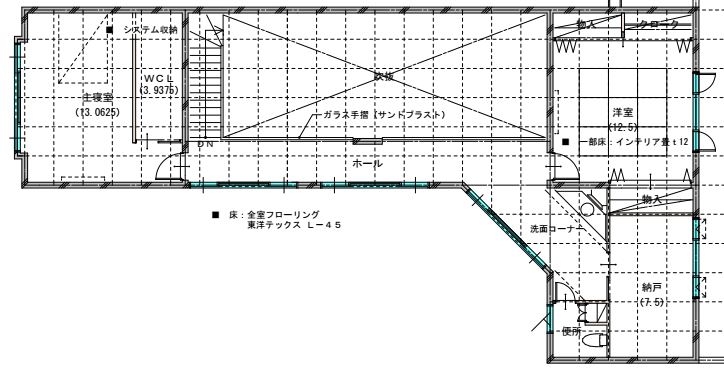 ■ システム収納
物入
クローク
WCL
(3.9375)
主寝室
(13.0625)
吹抜
洋室
(12.5)
ガラス手摺（サンドブラスト）
■ 一部床：インテリア畳ｔ12
DN
ホール
物入
■ 床：全室フローリング
東洋テックス L－45
洗面コーナー
納戸
(7.5)
便所